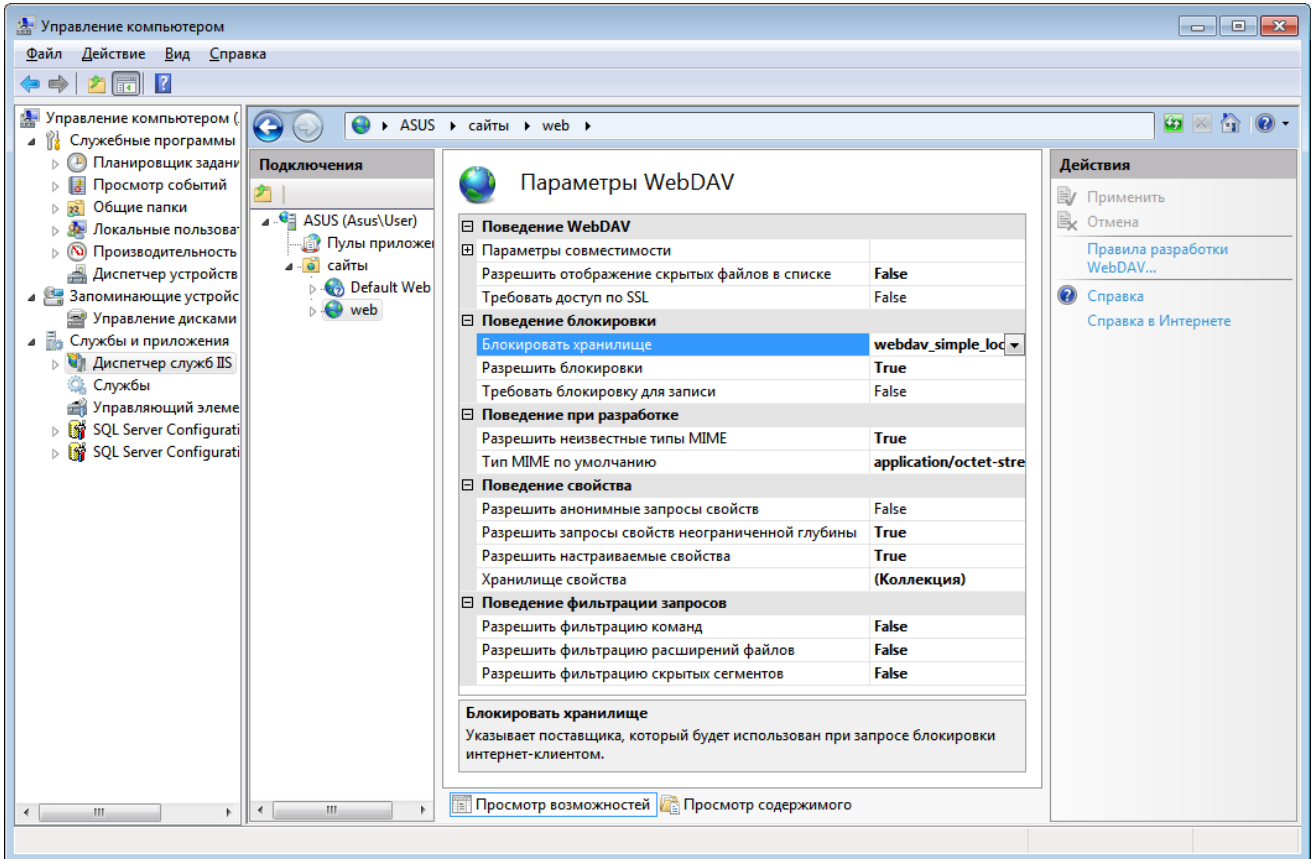 Управление компьютером
Файл Действие Вид Справка
Управление компьютером (.
Служебные программы
Планировщик задани
Просмотр событий
Общие папки
Локальные пользоват
Производительность
Диспетчер устройств
Запоминающие устройс
Управление дисками
Службы и приложения
Диспетчер служб IIS
Службы
Управляющий элеме
SQL Server Configurati
SQL Server Configurati
ASUS сайты web
Подключения
ASUS (Asus\User)
Пулы приложен
сайты
Default Web
web
Параметры WebDAV
Поведение WebDAV
Параметры совместимости
Разрешить отображение скрытых файлов в списке False
Требовать доступ по SSL False
Поведение блокировки
Блокировать хранилище webdav_simple_loc
Разрешить блокировки True
Требовать блокировку для записи False
Поведение при разработке
Разрешить неизвестные типы MIME True
Тип MIME по умолчанию application/octet-stre
Поведение свойства
Разрешить анонимные запросы свойств False
Разрешить запросы свойств неограниченной глубины True
Разрешить настраиваемые свойства True
Хранилище свойства (Коллекция)
Поведение фильтрации запросов
Разрешить фильтрацию команд False
Разрешить фильтрацию расширений файлов False
Разрешить фильтрацию скрытых сегментов False
Блокировать хранилище
Указывает поставщика, который будет использован при запросе блокировки
интернет-клиентом.
Просмотр возможностей Просмотр содержимого
Действия
Применить
Отмена
Правила разработки
WebDAV...
Справка
Справка в Интернете